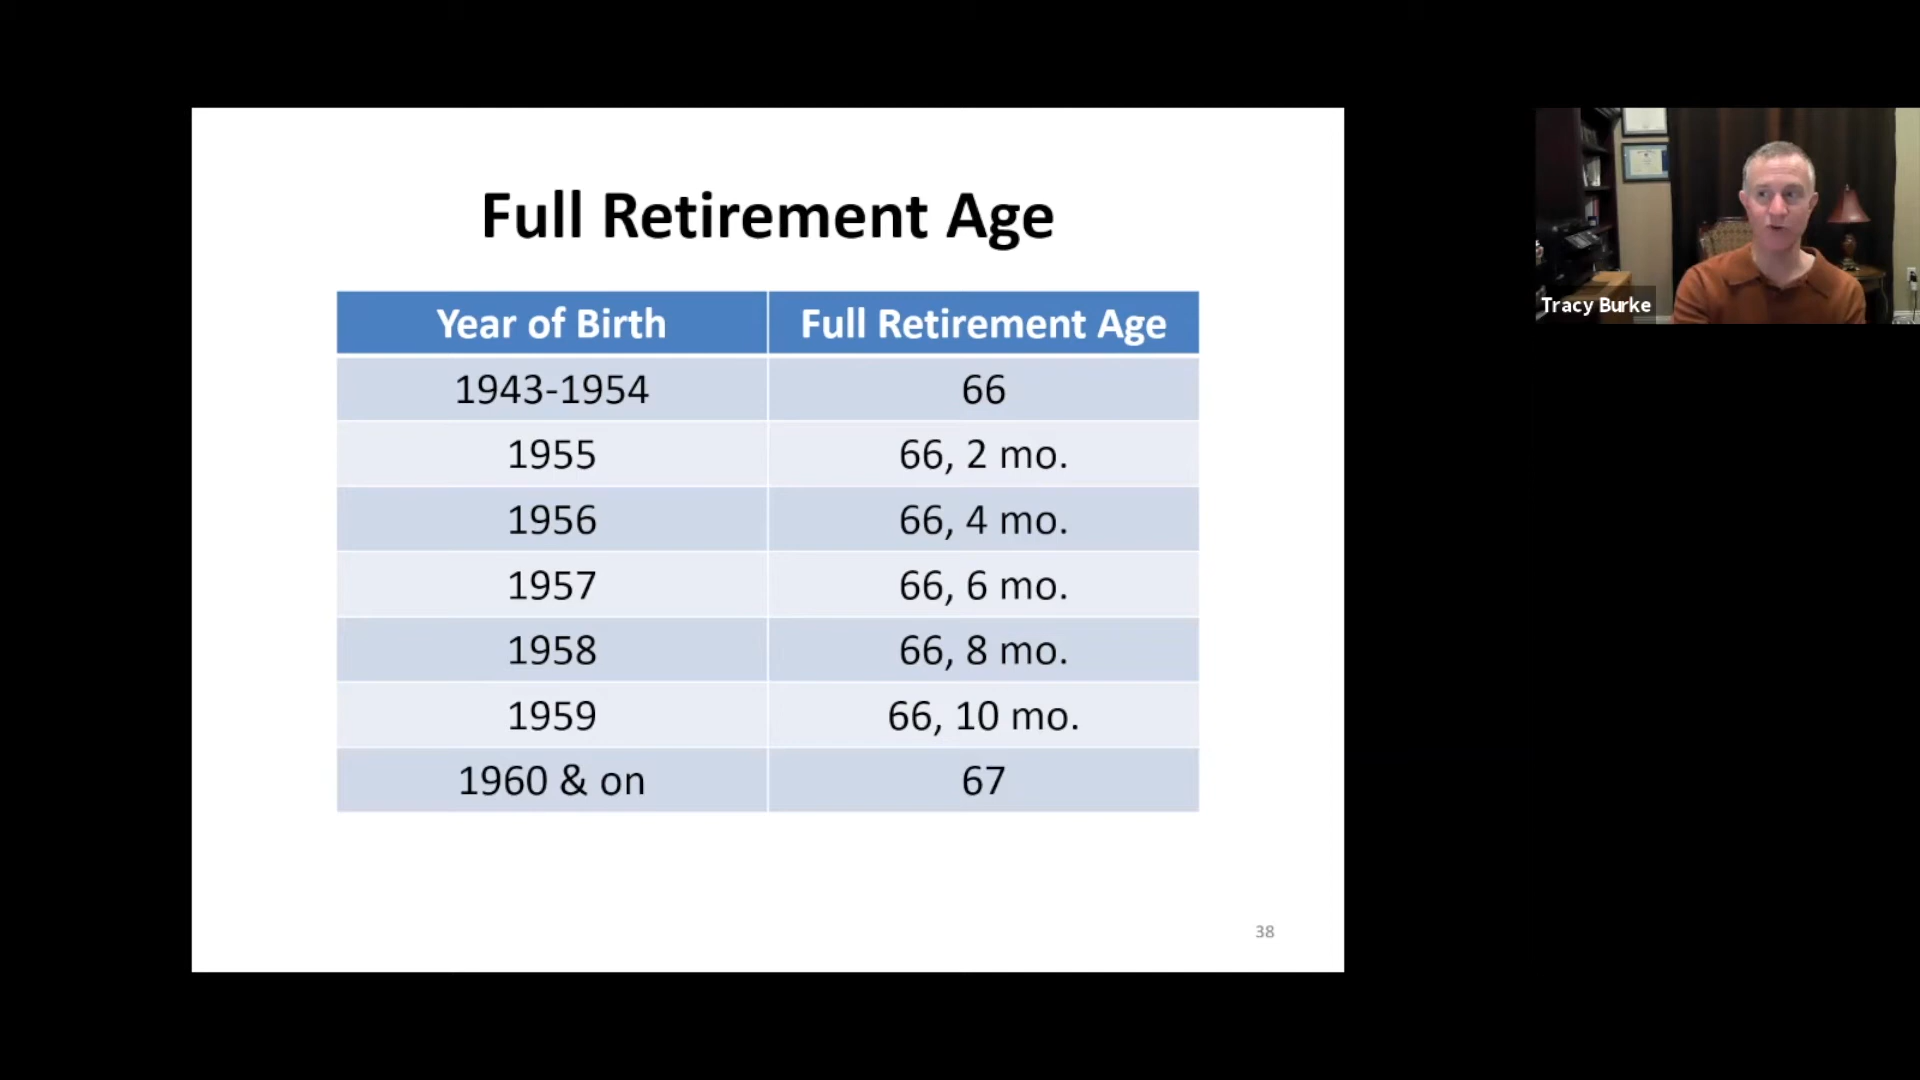 Full Retirement Age
Year of Birth Full Retirement Age
1943-1954 66
1955 66, 2 mo.
1956 66, 4 mo.
1957 66, 6 mo.
1958 66, 8 mo.
1959 66, 10 mo.
1960 & on 67
38
Tracy Burke